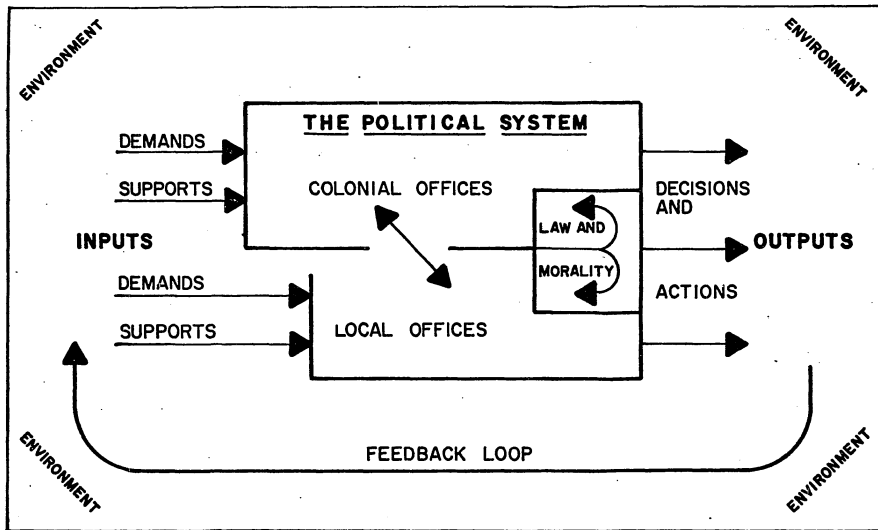 ENVIRONMENT
ENVIRONMENT
THE POLITICAL SYSTEM
DEMANDS
SUPPORTS
COLONIAL OFFICES
DECISIONS
AND
LAW AND
INPUTS
OUTPUTS
MORALITY
DEMANDS
ACTIONS
SUPPORTS
LOCAL OFFICES
FEEDBACK LOOP
ENVIRONMENT
ENVIRONMENT